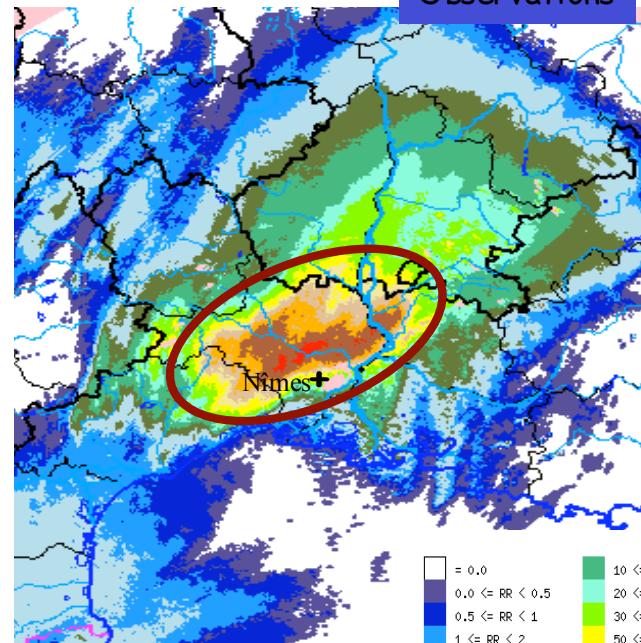 Observations
Nîmes
= 0.0
0.0 <= RR < 0.5
0.5 <= RR < 1
1 <= RR < 2
10 <=
20 <=
30 <=
50 <=